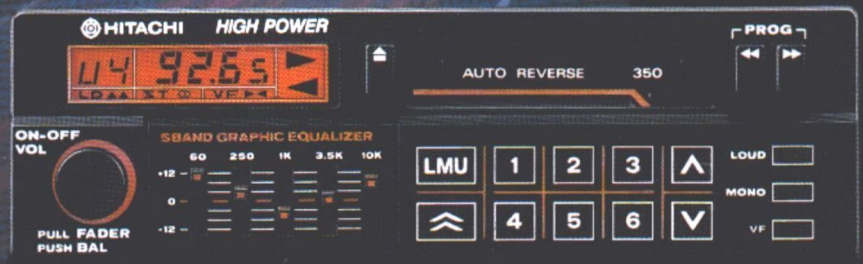 HITACHI HIGH POWER
U4 92.65
LD ST VF
AUTO REVERSE 350
PROG
ON-OFF
VOL
5BAND GRAPHIC EQUALIZER
60 250 1K 3.5K 10K
+12
0
-12
PULL FADER
PUSH BAL
LMU 1 2 3
4 5 6
LOUD
MONO
VF